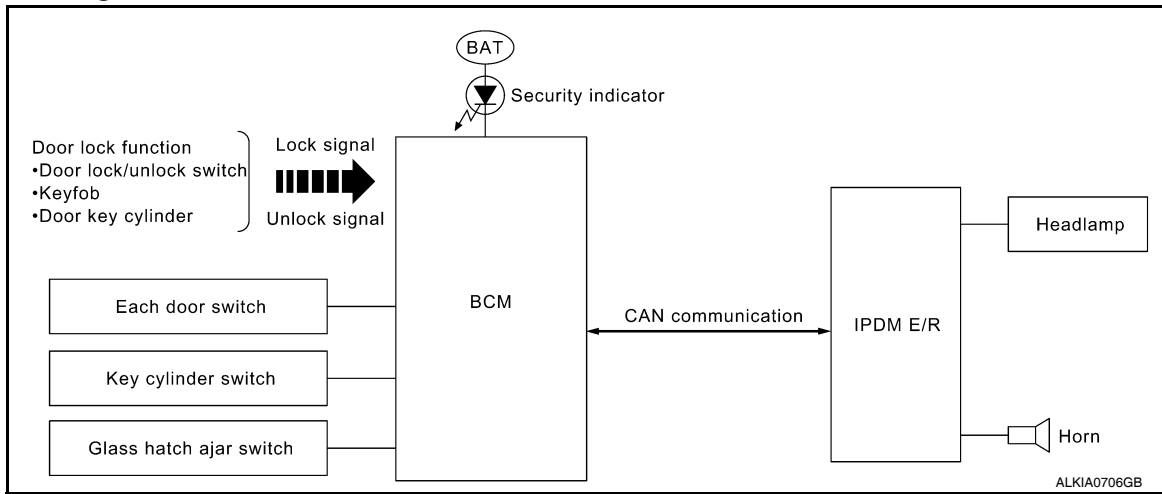 BAT
Security indicator
Door lock function
•Door lock/unlock switch
•Keyfob
•Door key cylinder
Lock signal
Unlock signal
Each door switch
Key cylinder switch
Glass hatch ajar switch
BCM
CAN communication
IPDM E/R
Headlamp
Horn
ALKIA0706GB